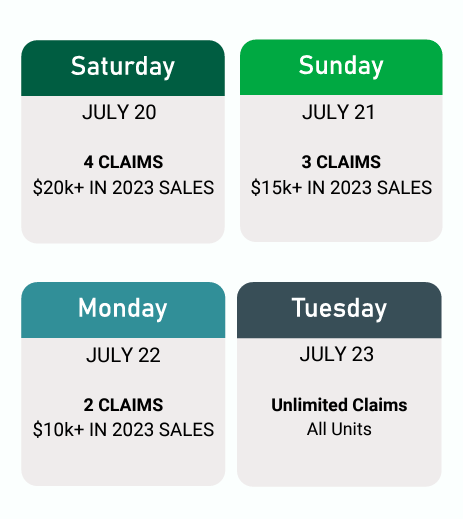 Saturday
JULY 20
4 CLAIMS
$20k+ IN 2023 SALES
Sunday
JULY 21
3 CLAIMS
$15k+ IN 2023 SALES
Monday
JULY 22
2 CLAIMS
$10k+ IN 2023 SALES
Tuesday
JULY 23
Unlimited Claims
All Units